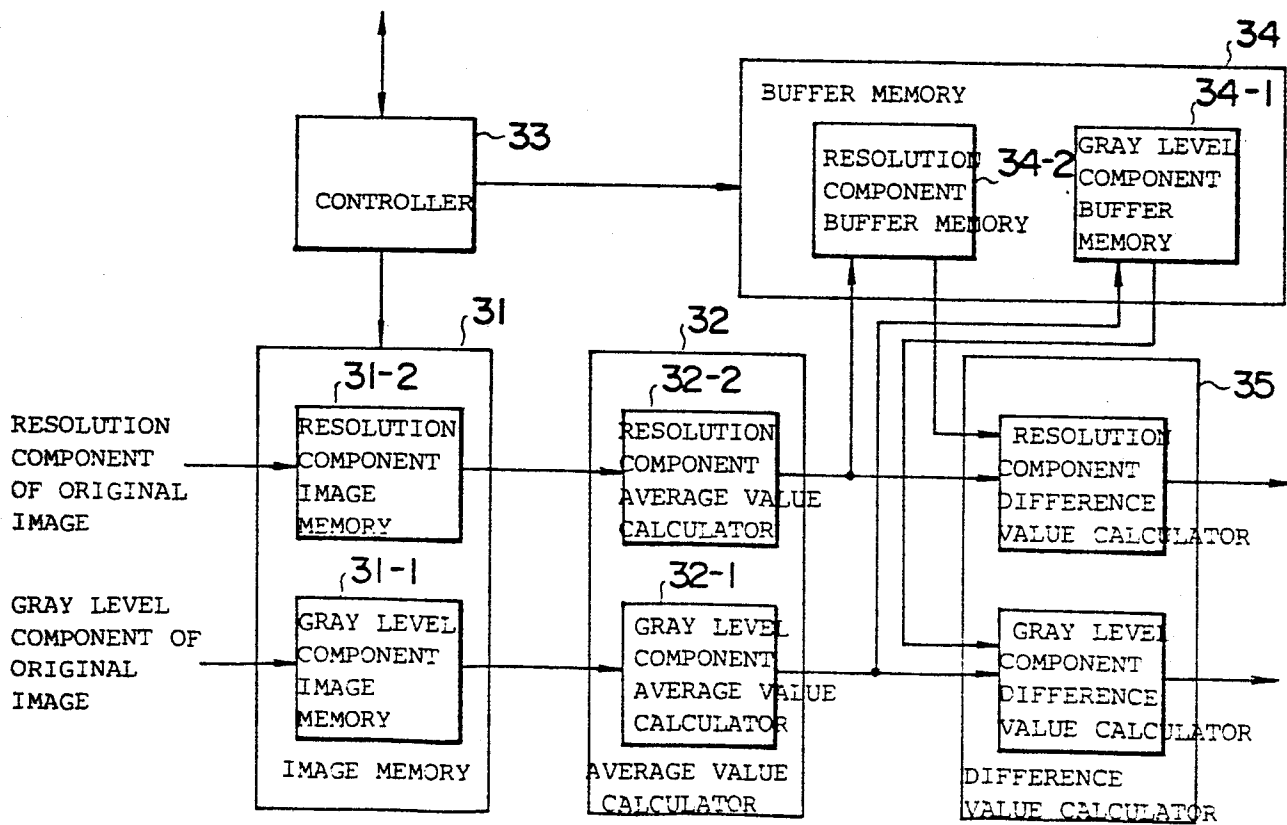 34
BUFFER MEMORY
34-1
33
CONTROLLER
RESOLUTION
COMPONENT
BUFFER MEMORY
34-2
GRAY LEVEL
COMPONENT
BUFFER
MEMORY
31
32
35
RESOLUTION
COMPONENT
OF ORIGINAL
IMAGE
31-2
RESOLUTION
COMPONENT
IMAGE
MEMORY
32-2
RESOLUTION
COMPONENT
AVERAGE VALUE
CALCULATOR
RESOLUTION
COMPONENT
DIFFERENCE
VALUE CALCULATOR
GRAY LEVEL
COMPONENT OF
ORIGINAL
IMAGE
31-1
GRAY LEVEL
COMPONENT
IMAGE
MEMORY
32-1
GRAY LEVEL
COMPONENT
AVERAGE VALUE
CALCULATOR
GRAY LEVEL
COMPONENT
DIFFERENCE
VALUE CALCULATOR
IMAGE MEMORY
AVERAGE VALUE
CALCULATOR
DIFFERENCE
VALUE CALCULATOR